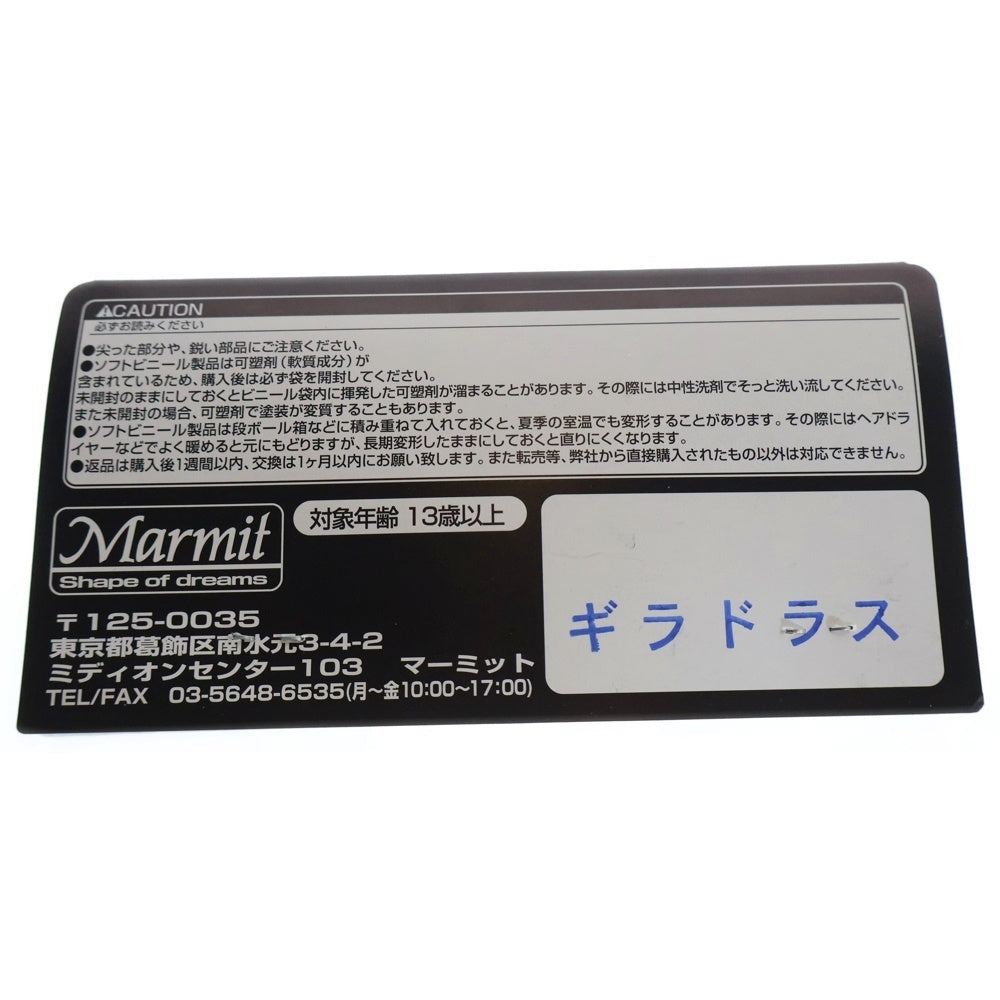 ⚠CAUTION
必ずお読みください
●尖った部分や、鋭い部品にご注意ください。
●ソフトビニール製品は可塑剤（軟質成分）が
含まれているため、購入後は必ず袋を開封してください。
未開封のままにしておくとビニール袋内に揮発した可塑剤が溜まることがあります。その際には中性洗剤でそっと洗い流してください。
また未開封の場合、可塑剤で塗装が変質することもあります。
●ソフトビニール製品は段ボール箱などに積み重ねて入れておくと、夏季の室温でも変形することがあります。その際にはヘアドラ
イヤーなどでよく暖めると元にもどりますが、長期変形したままにしておくと直りにくくなります。
●返品は購入後1週間以内、交換は1ヶ月以内にお願い致します。また転売等、弊社から直接購入されたもの以外は対応できません。
Marmit
Shape of dreams
対象年齢 13歳以上
〒125-0035
東京都葛飾区南水元3-4-2
ミディオンセンター103 マーミット
TEL/FAX 03-5648-6535(月～金10:00～17:00)
ギラドラス